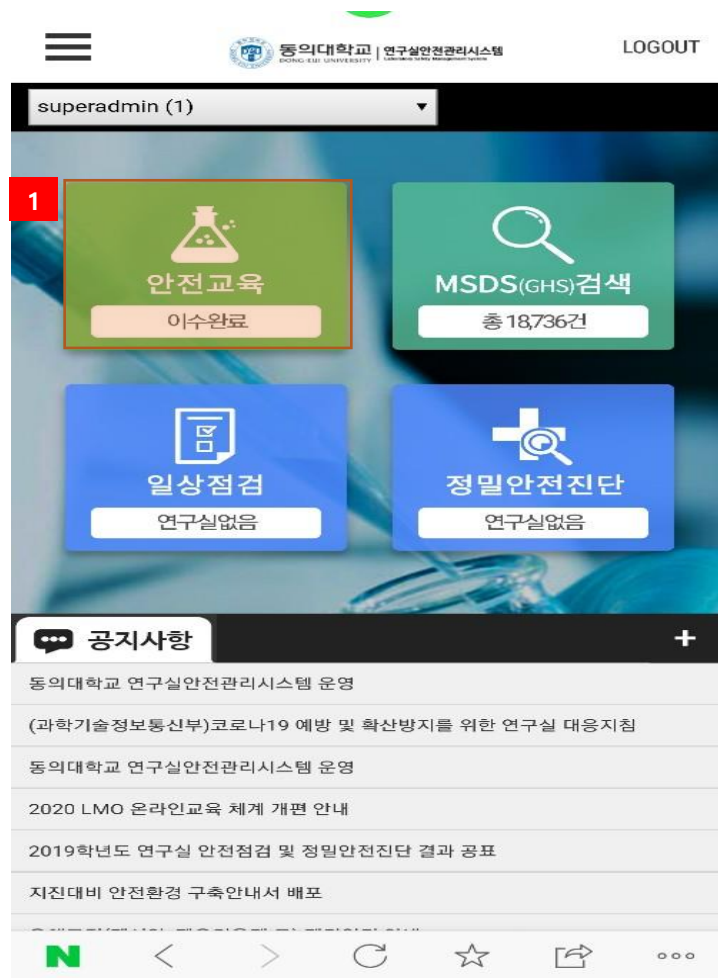 동의대학교 연구실안전관리시스템
DONG-EUI UNIVERSITY Laboratory Safety Management System
LOGOUT
superadmin (1)
1
안전교육
이수완료
MSDS(GHS)검색
총 18,736건
일상점검
연구실없음
정밀안전진단
연구실없음
공지사항
+
동의대학교 연구실안전관리시스템 운영
(과학기술정보통신부)코로나19 예방 및 확산방지를 위한 연구실 대응지침
동의대학교 연구실안전관리시스템 운영
2020 LMO 온라인교육 체계 개편 안내
2019학년도 연구실 안전점검 및 정밀안전진단 결과 공표
지진대비 안전환경 구축안내서 배포
N